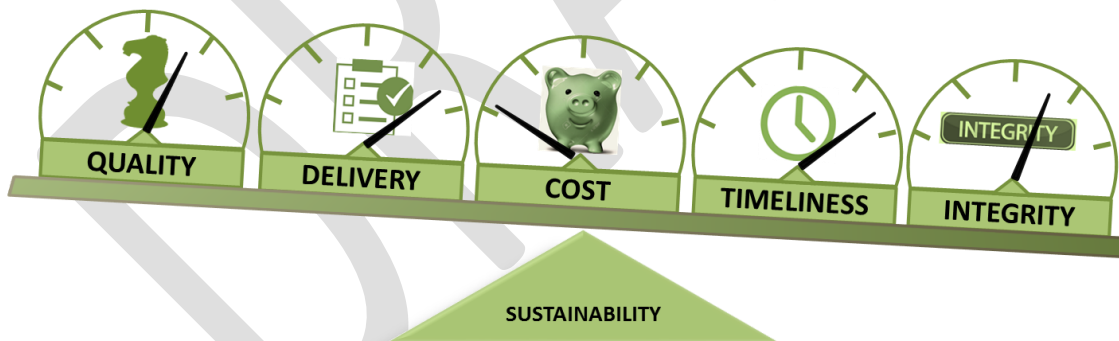 INTEGRITY
QUALITY
DELIVERY
COST
TIMELINESS
INTEGRITY
SUSTAINABILITY